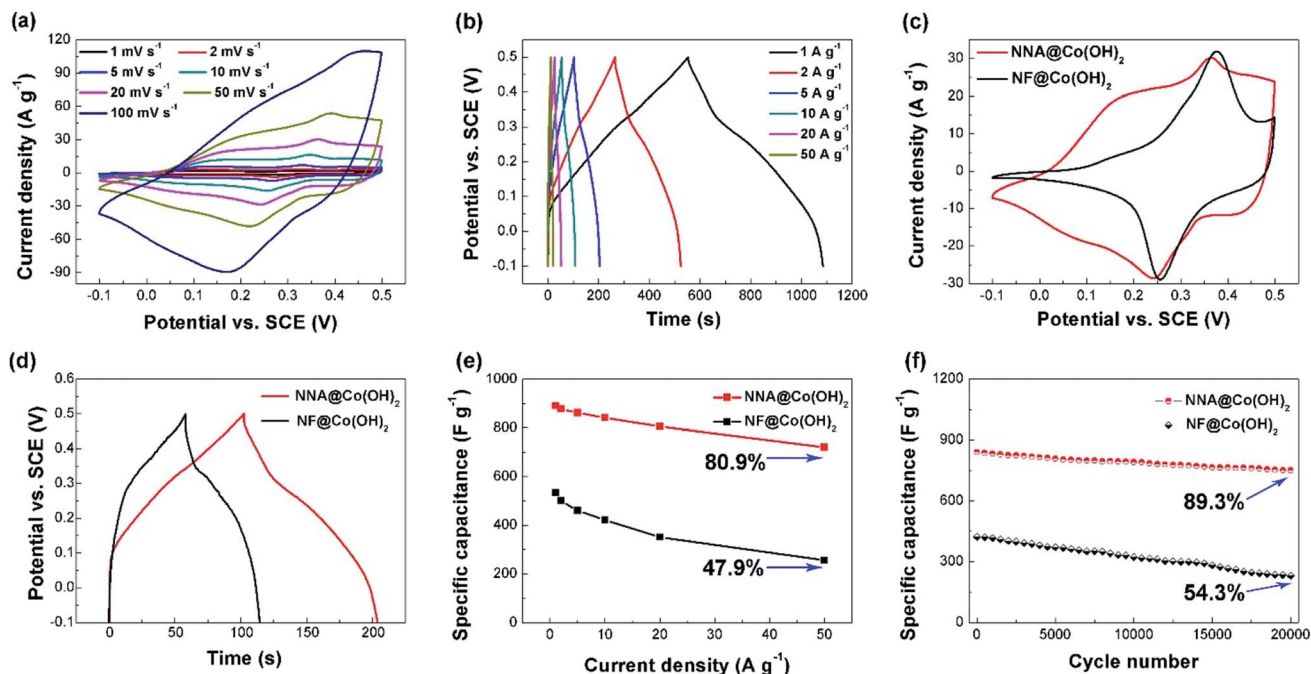 (a)
120
90
60
30
0
-30
-60
-90
Current density (A g⁻¹)
1 mV s⁻¹ 2 mV s⁻¹
5 mV s⁻¹ 10 mV s⁻¹
20 mV s⁻¹ 50 mV s⁻¹
100 mV s⁻¹
-0.1 0.0 0.1 0.2 0.3 0.4 0.5
Potential vs. SCE (V)
(b)
0.5
0.4
0.3
0.2
0.1
0.0
-0.1
Potential vs. SCE (V)
1 A g⁻¹
2 A g⁻¹
5 A g⁻¹
10 A g⁻¹
20 A g⁻¹
50 A g⁻¹
0 200 400 600 800 1000 1200
Time (s)
(c)
40
30
20
10
0
-10
-20
-30
Current density (A g⁻¹)
NNA@Co(OH)₂
NF@Co(OH)₂
-0.1 0.0 0.1 0.2 0.3 0.4 0.5
Potential vs. SCE (V)
(d)
0.6
0.5
0.4
0.3
0.2
0.1
0.0
-0.1
Potential vs. SCE (V)
NNA@Co(OH)₂
NF@Co(OH)₂
0 50 100 150 200
Time (s)
(e)
1000
800
600
400
200
0
Specific capacitance (F g⁻¹)
NNA@Co(OH)₂
NF@Co(OH)₂
80.9%
47.9%
0 10 20 30 40 50
Current density (A g⁻¹)
(f)
1200
900
600
300
0
Specific capacitance (F g⁻¹)
NNA@Co(OH)₂
NF@Co(OH)₂
89.3%
54.3%
0 5000 10000 15000 20000
Cycle number